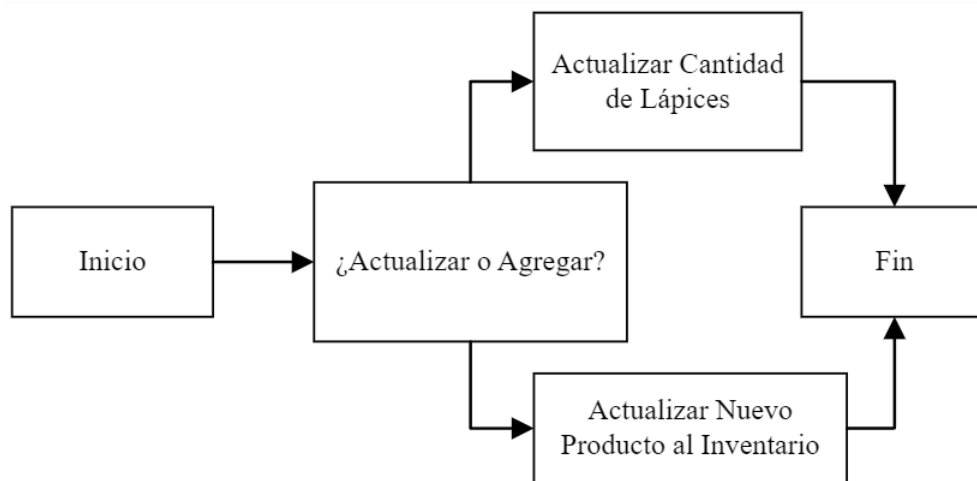 Inicio
¿Actualizar o Agregar?
Actualizar Cantidad
de Lápices
Actualizar Nuevo
Producto al Inventario
Fin